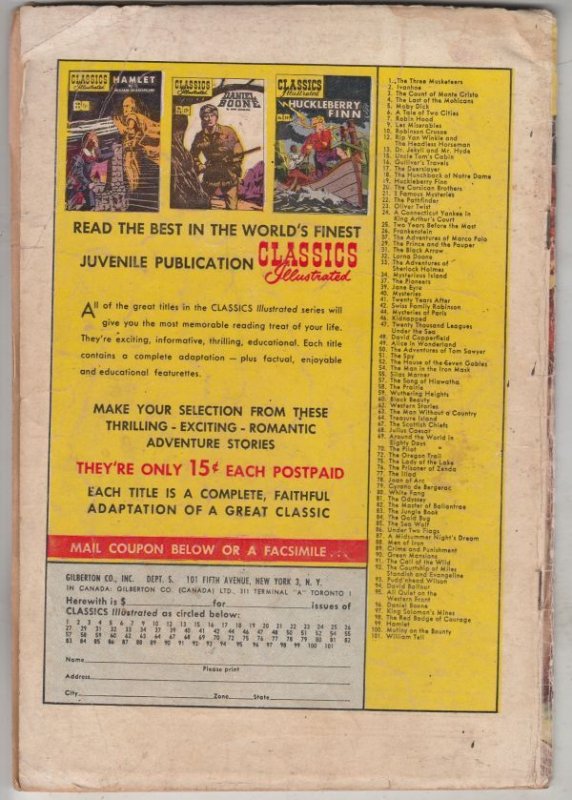 CLASSICS
Illustrated
HAMLET
CLASSICS
Illustrated
DANIEL
BOONE
CLASSICS
Illustrated
HUCKLEBERRY
FINN
READ THE BEST IN THE WORLD'S FINEST
JUVENILE PUBLICATION CLASSICS
Illustrated
All of the great titles in the CLASSICS Illustrated series will
give you the most memorable reading treat of your life.
They're exciting, informative, thrilling, educational. Each title
contains a complete adaptation – plus factual, enjoyable
and educational featurettes.
MAKE YOUR SELECTION FROM THESE
THRILLING - EXCITING - ROMANTIC
ADVENTURE STORIES
THEY'RE ONLY 15¢ EACH POSTPAID
EACH TITLE IS A COMPLETE, FAITHFUL
ADAPTATION OF A GREAT CLASSIC
MAIL COUPON BELOW OR A FACSIMILE...
GILBERTON CO., INC. DEPT. S. 101 FIFTH AVENUE, NEW YORK 3, N. Y.
IN CANADA: GILBERTON CO. (CANADA) LTD., 311 TERMINAL "A" TORONTO 1
Herewith is $ for issues of
CLASSICS Illustrated as circled below:
Name
Please print
Address
City Zone State
1. The Three Musketeers
2. Ivanhoe
3. The Count of Monte Cristo
4. The Last of the Mohicans
5. Moby Dick
6. A Tale of Two Cities
7. Robin Hood
9. Les Miserables
10. Robinson Crusoe
12. Rip Van Winkle and
The Headless Horseman
13. Dr. Jekyll and Mr. Hyde
15. Uncle Tom's Cabin
16. Gulliver's Travels
17. The Deerslayer
18. The Hunchback of Notre Dame
19. Huckleberry Finn
20. The Corsican Brothers
21. 3 Famous Mysteries
22. The Pathfinder
23. Oliver Twist
24. A Connecticut Yankee in
King Arthur's Court
25. Two Years Before the Mast
26. Frankenstein
27. The Adventures of Marco Polo
29. The Prince and the Pauper
31. The Black Arrow
32. Lorna Doone
33. The Adventures of
Sherlock Holmes
34. Mysterious Island
37. The Pioneers
39. Jane Eyre
40. Mysteries
41. Twenty Years After
42. Swiss Family Robinson
44. Mysteries of Paris
46. Kidnapped
47. Twenty Thousand Leagues
Under the Sea
48. David Copperfield
49. Alice in Wonderland
50. The Adventures of Tom Sawyer
51. The Spy
52. The House of the Seven Gables
54. The Man in the Iron Mask
55. Silas Marner
57. The Song of Hiawatha
58. The Prairie
59. Wuthering Heights
60. Black Beauty
62. Western Stories
63. The Man Without a Country
64. Treasure Island
67. The Scottish Chiefs
68. Julius Caesar
69. Around the World in
Eighty Days
70. The Pilot
72. The Oregon Trail
75. The Lady of the Lake
76. The Prisoner of Zenda
77. The Iliad
78. Joan of Arc
79. Cyrano de Bergerac
80. White Fang
81. The Odyssey
82. The Master of Ballantrae
83. The Jungle Book
84. The Gold Bug
85. The Sea Wolf
86. Under Two Flags
87. A Midsummer Night's Dream
88. Men of Iron
89. Crime and Punishment
90. Green Mansions
91. The Call of the Wild
92. The Courtship of Miles
Standish and Evangeline
93. Pudd'nhead Wilson
94. David Balfour
95. All Quiet on the
Western Front
96. Daniel Boone
97. King Solomon's Mines
98. The Red Badge of Courage
99. Hamlet
100. Mutiny on the Bounty
101. William Tell